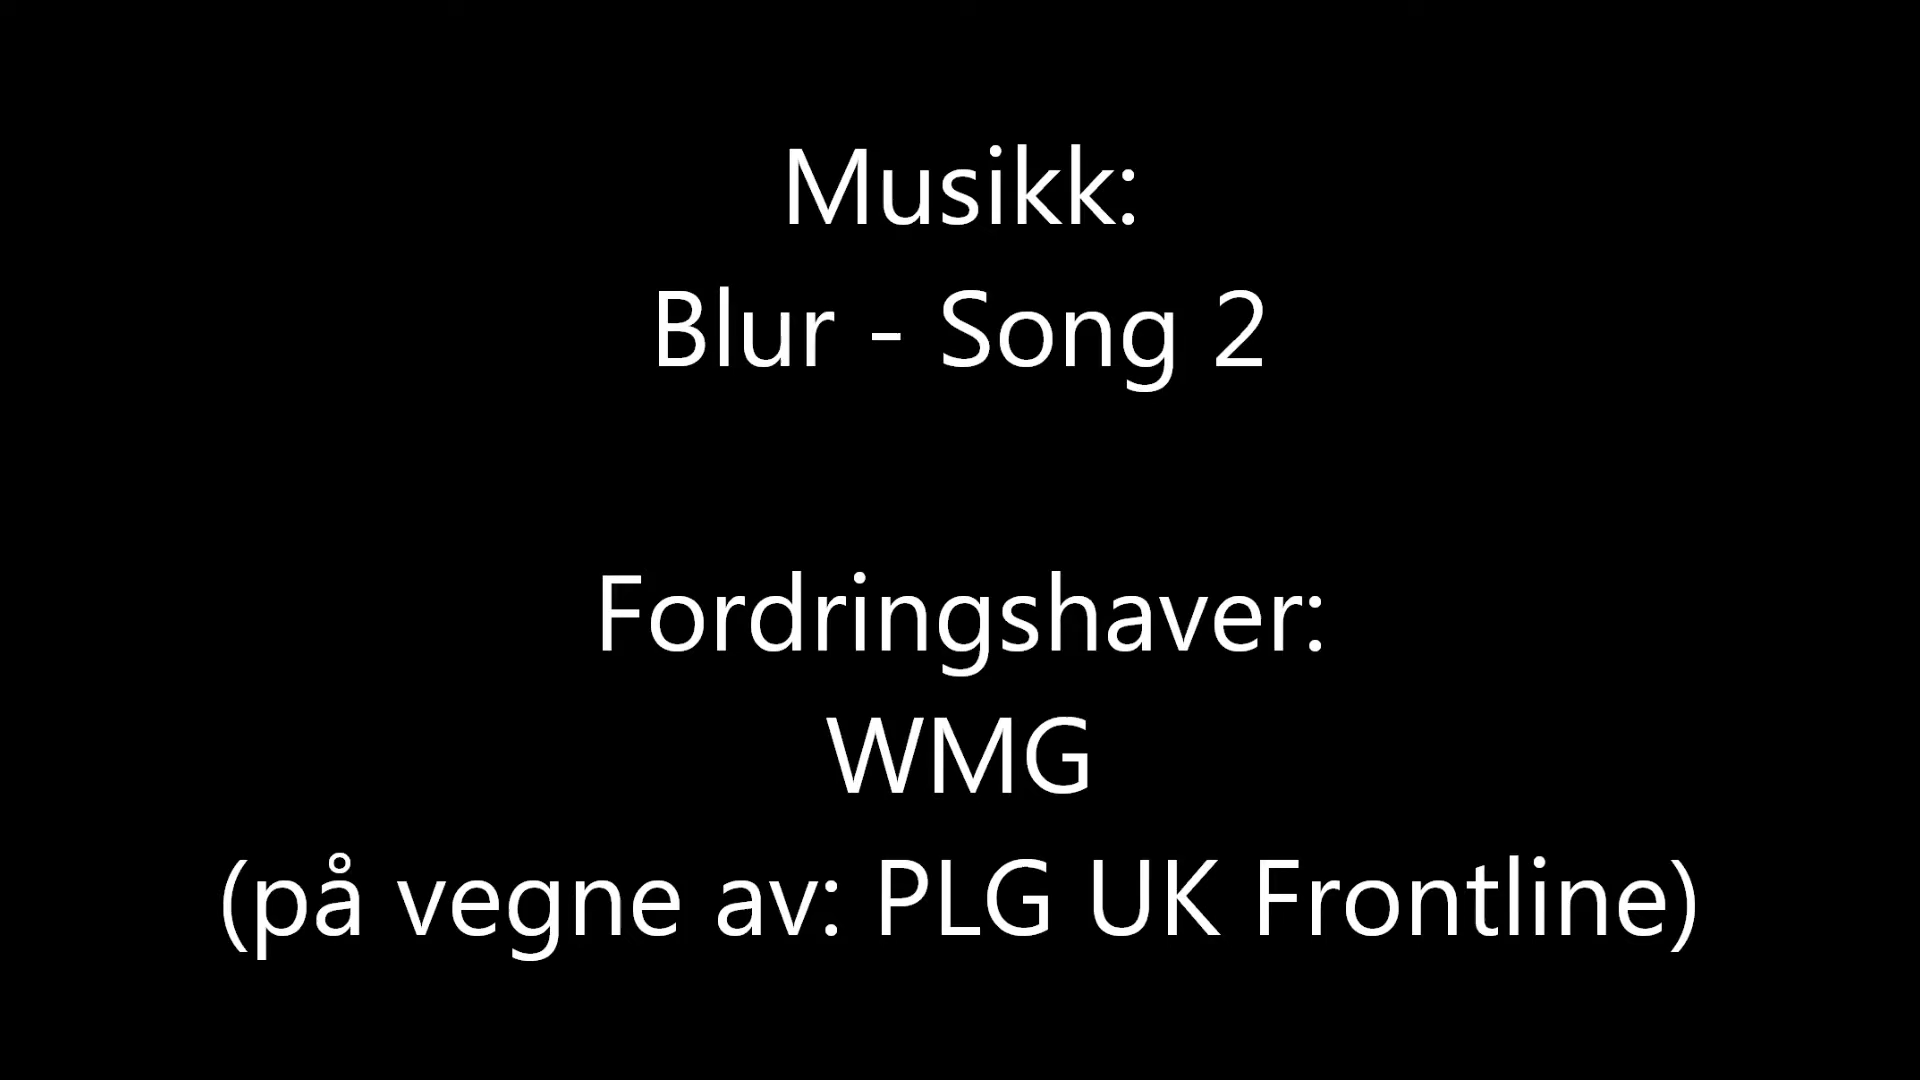 Musikk:
Blur - Song 2
Fordringshaver:
WMG
(på vegne av: PLG UK Frontline)